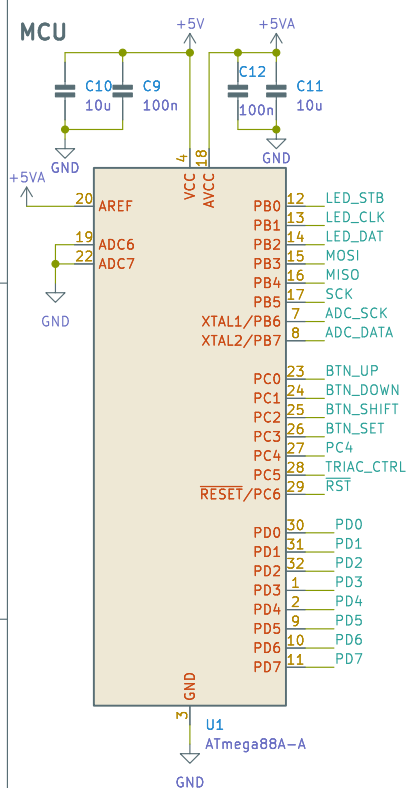 MCU
+5V
+5VA
C10
10u
C9
100n
C12
100n
C11
10u
GND
GND
+5VA
4
18
VCC
AVCC
20
AREF
19
ADC6
22
ADC7
GND
PB0 12 LED_STB
PB1 13 LED_CLK
PB2 14 LED_DAT
PB3 15 MOSI
PB4 16 MISO
PB5 17 SCK
XTAL1/PB6 7 ADC_SCK
XTAL2/PB7 8 ADC_DATA
PC0 23 BTN_UP
PC1 24 BTN_DOWN
PC2 25 BTN_SHIFT
PC3 26 BTN_SET
PC4 27 PC4
PC5 28 TRIAC_CTRL
RESET/PC6 29 RST
PD0 30 PD0
PD1 31 PD1
PD2 32 PD2
PD3 1 PD3
PD4 2 PD4
PD5 9 PD5
PD6 10 PD6
PD7 11 PD7
GND
3
U1
ATmega88A-A
GND